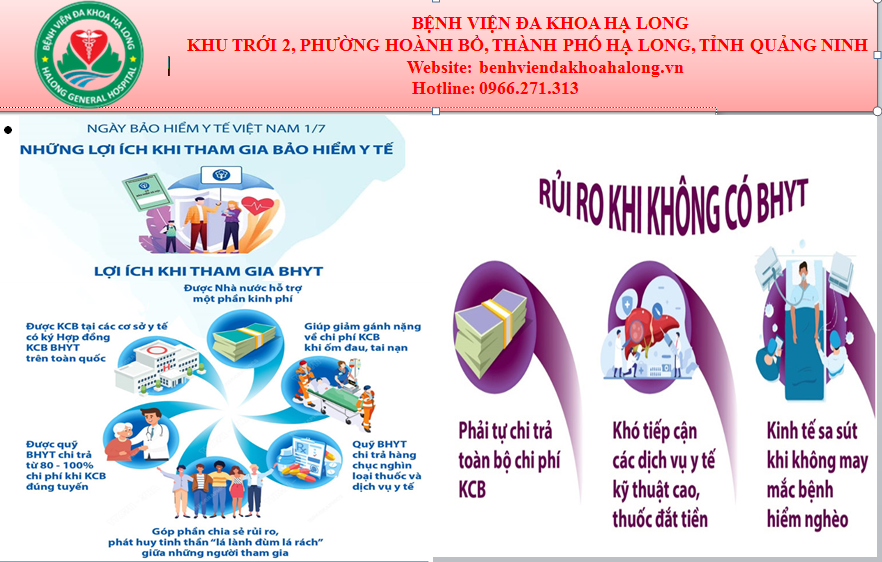 BỆNH VIỆN ĐA KHOA HẠ LONG
HALONG GENERAL HOSPITAL
BỆNH VIỆN ĐA KHOA HẠ LONG
KHU TRỚI 2, PHƯỜNG HOÀNH BỒ, THÀNH PHỐ HẠ LONG, TỈNH QUẢNG NINH
Website: benhviendakhoahalong.vn
Hotline: 0966.271.313
NGÀY BẢO HIỂM Y TẾ VIỆT NAM 1/7
NHỮNG LỢI ÍCH KHI THAM GIA BẢO HIỂM Y TẾ
LỢI ÍCH KHI THAM GIA BHYT
Được Nhà nước hỗ trợ
một phần kinh phí
Được KCB tại các cơ sở y tế
có ký Hợp đồng
KCB BHYT
trên toàn quốc
Giúp giảm gánh nặng
về chi phí KCB
khi ốm đau, tai nạn
Được quỹ
BHYT chi trả
từ 80 - 100%
chi phí khi KCB
đúng tuyến
Quỹ BHYT
chi trả hàng
chục nghìn
loại thuốc và
dịch vụ y tế
Góp phần chia sẻ rủi ro,
phát huy tinh thần “lá lành đùm lá rách”
giữa những người tham gia
RỦI RO KHI KHÔNG CÓ BHYT
Phải tự chi trả
toàn bộ chi phí
KCB
Khó tiếp cận
các dịch vụ y tế
kỹ thuật cao,
thuốc đắt tiền
Kinh tế sa sút
khi không may
mắc bệnh
hiểm nghèo